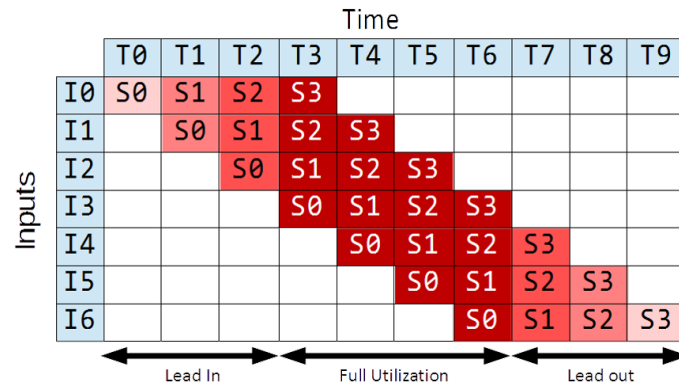 Time
T0 T1 T2 T3 T4 T5 T6 T7 T8 T9
I0 S0 S1 S2 S3
I1 S0 S1 S2 S3
I2 S0 S1 S2 S3
I3 S0 S1 S2 S3
I4 S0 S1 S2 S3
I5 S0 S1 S2 S3
I6 S0 S1 S2 S3
Inputs
Lead In Full Utilization Lead out